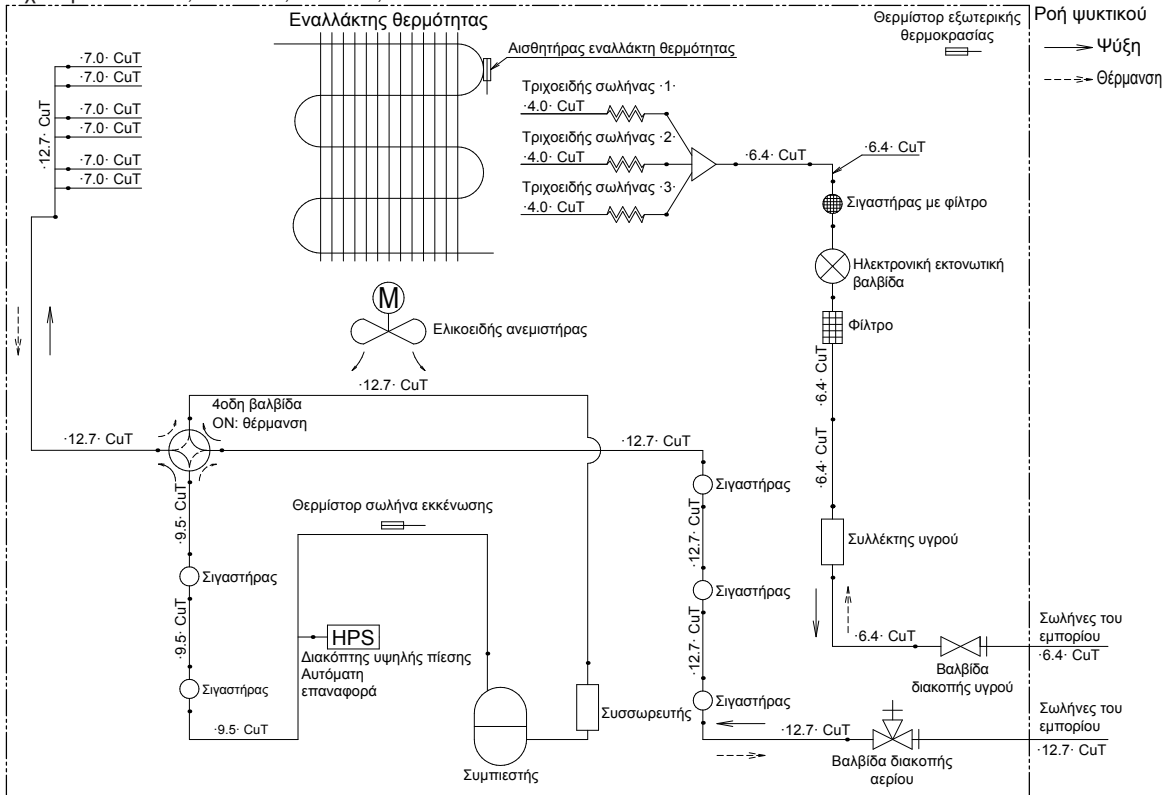 Εναλλάκτης θερμότητας
Θερμίστορ εξωτερικής
θερμοκρασίας
Ροή ψυκτικού
Ψύξη
Θέρμανση
Αισθητήρας εναλλάκτη θερμότητας
·7.0· CuT
·7.0· CuT
·7.0· CuT
·7.0· CuT
·7.0· CuT
·7.0· CuT
·12.7· CuT
Τριχοειδής σωλήνας ·1·
·4.0· CuT
Τριχοειδής σωλήνας ·2·
·4.0· CuT
Τριχοειδής σωλήνας ·3·
·4.0· CuT
·6.4· CuT
·6.4· CuT
Σιγαστήρας με φίλτρο
Ηλεκτρονική εκτονωτική
βαλβίδα
Φίλτρο
·6.4· CuT
·6.4· CuT
M
Ελικοειδής ανεμιστήρας
·12.7· CuT
4οδη βαλβίδα
ON: θέρμανση
·12.7· CuT
·12.7· CuT
·9.5· CuT
Σιγαστήρας
·9.5· CuT
Σιγαστήρας
·9.5· CuT
Θερμίστορ σωλήνα εκκένωσης
HPS
Διακόπτης υψηλής πίεσης
Αυτόματη
επαναφορά
Συμπιεστής
Συσσωρευτής
Σιγαστήρας
·12.7· CuT
Σιγαστήρας
·12.7· CuT
Σιγαστήρας
Συλλέκτης υγρού
·6.4· CuT
Βαλβίδα
διακοπής υγρού
Σωλήνες του
εμπορίου
·6.4· CuT
·12.7· CuT
Βαλβίδα διακοπής
αερίου
Σωλήνες του
εμπορίου
·12.7· CuT